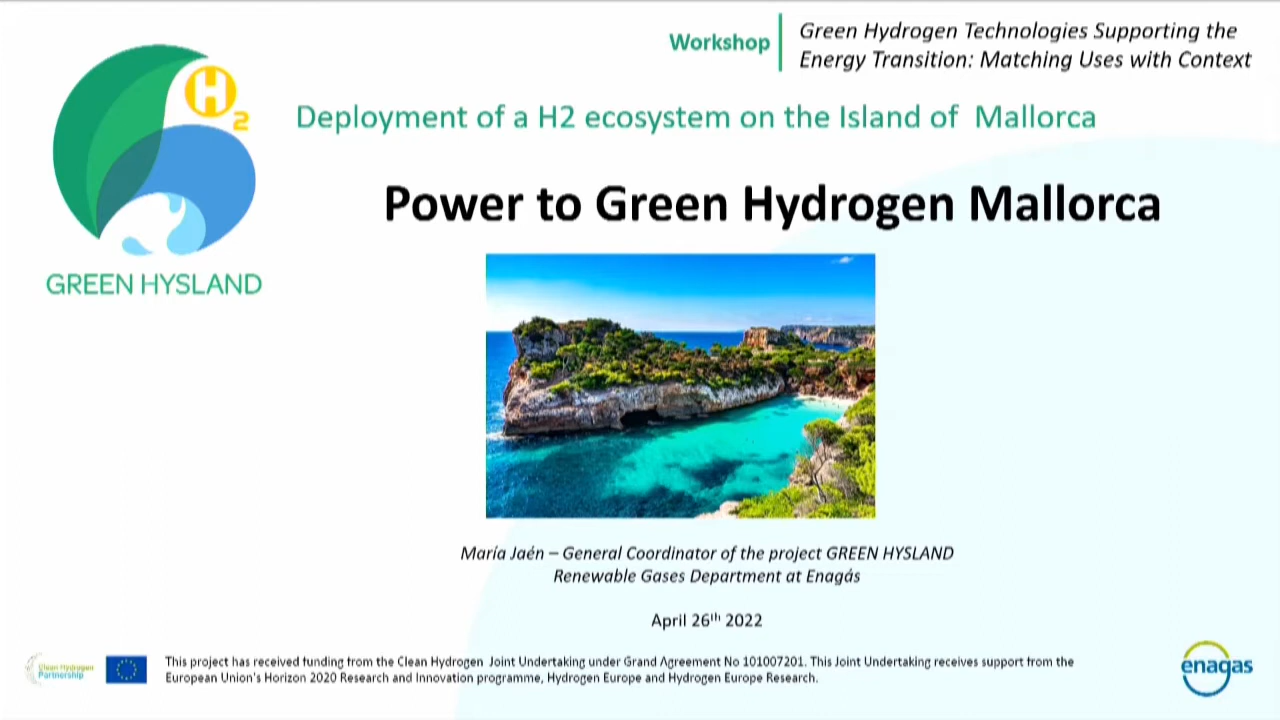 Workshop
Green Hydrogen Technologies Supporting the
Energy Transition: Matching Uses with Context
H2
Deployment of a H2 ecosystem on the Island of Mallorca
Power to Green Hydrogen Mallorca
GREEN HYSLAND
María Jaén – General Coordinator of the project GREEN HYSLAND
Renewable Gases Department at Enagás
April 26th 2022
Clean Hydrogen
Partnership
This project has received funding from the Clean Hydrogen Joint Undertaking under Grand Agreement No 101007201. This Joint Undertaking receives support from the
European Union's Horizon 2020 Research and Innovation programme, Hydrogen Europe and Hydrogen Europe Research.
enagas